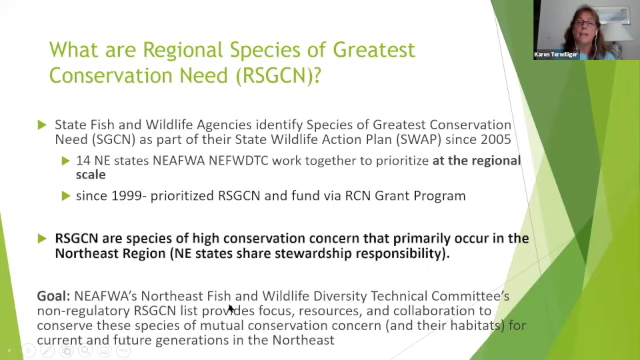 What are Regional Species of Greatest
Conservation Need (RSGCN)?
Karen Terwilliger
State Fish and Wildlife Agencies identify Species of Greatest Conservation
Need (SGCN) as part of their State Wildlife Action Plan (SWAP) since 2005
14 NE states NEAFWA NEFWDTC work together to prioritize at the regional
scale
since 1999- prioritized RSGCN and fund via RCN Grant Program
RSGCN are species of high conservation concern that primarily occur in the
Northeast Region (NE states share stewardship responsibility).
Goal: NEAFWA's Northeast Fish and Wildlife Diversity Technical Committee's
non-regulatory RSGCN list provides focus, resources, and collaboration to
conserve these species of mutual conservation concern (and their habitats) for
current and future generations in the Northeast